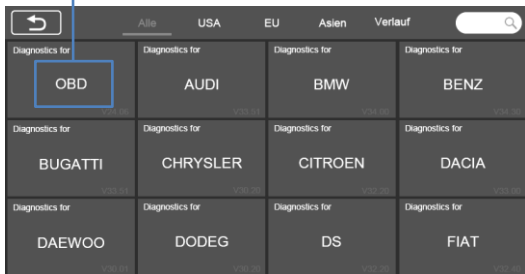 Alle USA EU Asien Verlauf
Diagnostics for Diagnostics for Diagnostics for Diagnostics for
OBD AUDI BMW BENZ
Diagnostics for Diagnostics for Diagnostics for Diagnostics for
BUGATTI CHRYSLER CITROEN DACIA
Diagnostics for Diagnostics for Diagnostics for Diagnostics for
DAEWOO DODEG DS FIAT